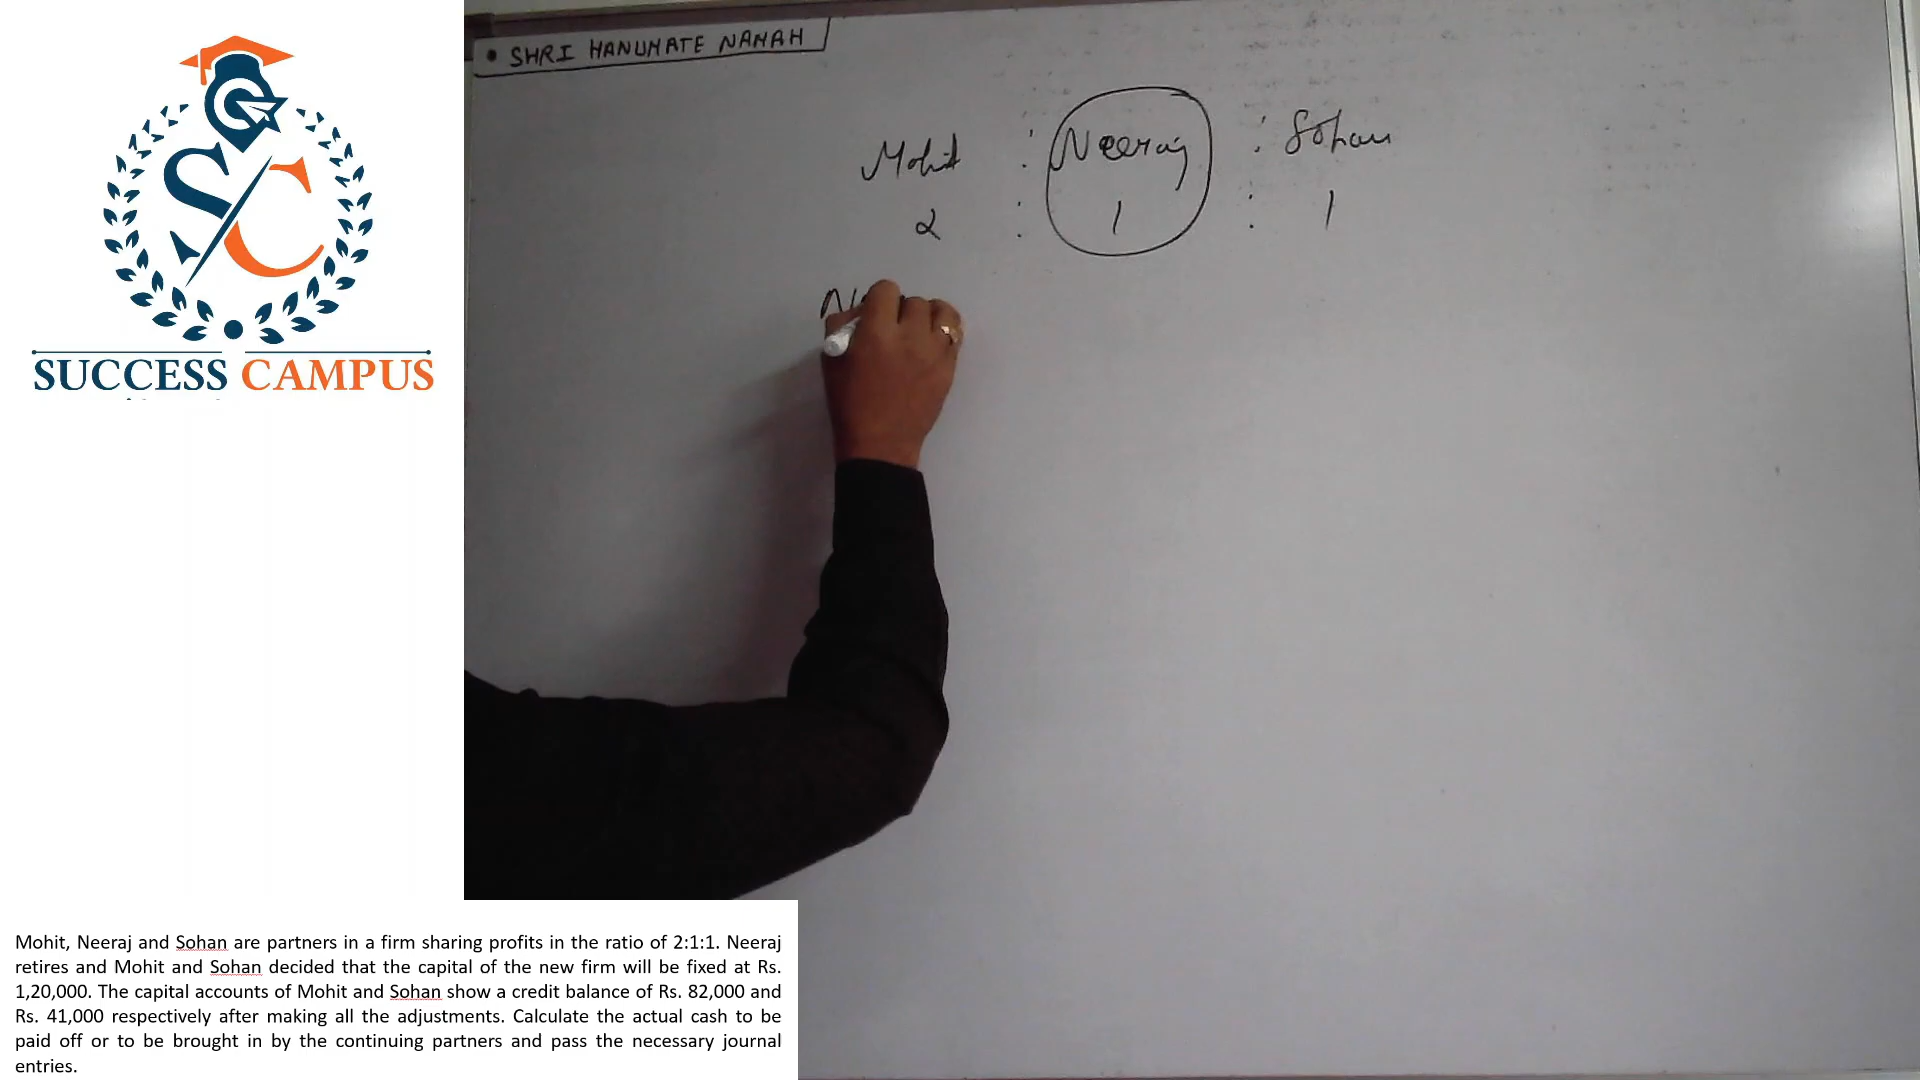 • SHRI HANUMATE NAMAH
Mohit : Neeraj : Sohan
2 : 1 : 1
SC
SUCCESS CAMPUS
Mohit, Neeraj and Sohan are partners in a firm sharing profits in the ratio of 2:1:1. Neeraj
retires and Mohit and Sohan decided that the capital of the new firm will be fixed at Rs.
1,20,000. The capital accounts of Mohit and Sohan show a credit balance of Rs. 82,000 and
Rs. 41,000 respectively after making all the adjustments. Calculate the actual cash to be
paid off or to be brought in by the continuing partners and pass the necessary journal
entries.